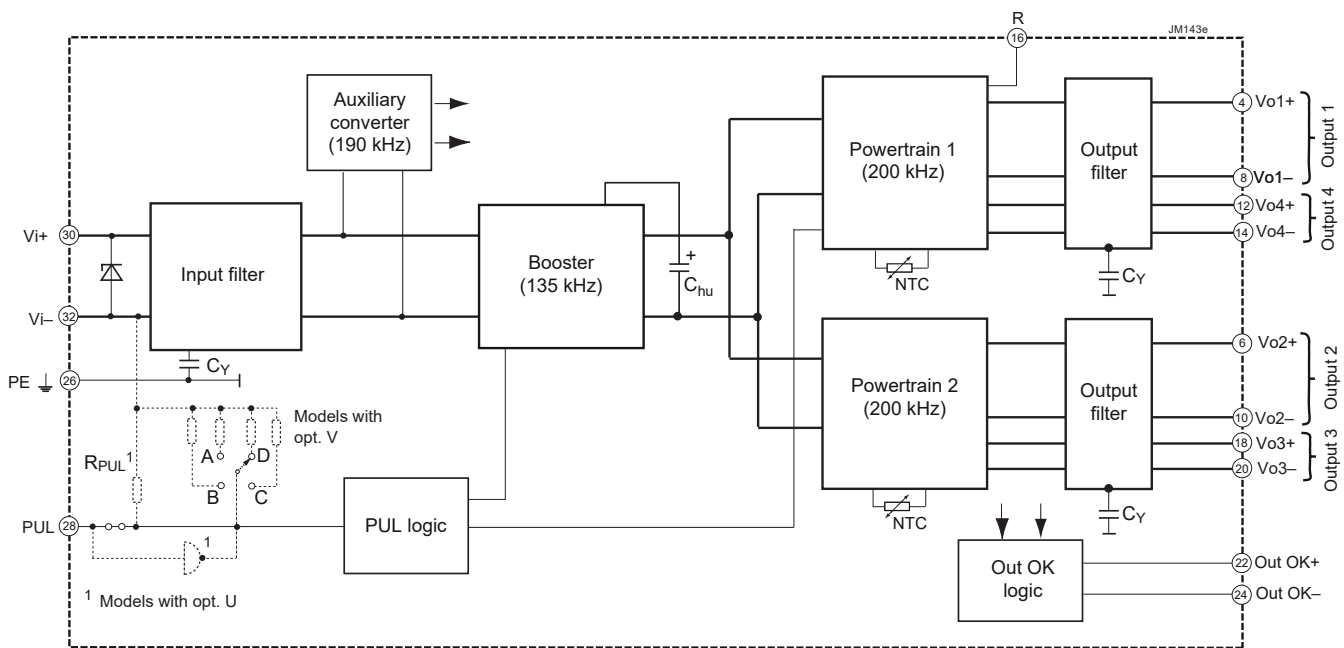 R
16
JM143e
Auxiliary
converter
(190 kHz)
Powertrain 1
(200 kHz)
Output
filter
4 Vo1+
8 Vo1–
Output 1
12 Vo4+
14 Vo4–
Output 4
Vi+ 30
Input filter
Booster
(135 kHz)
+
Chu
NTC
CY
Vi– 32
CY
PE 26
Powertrain 2
(200 kHz)
Output
filter
6 Vo2+
10 Vo2–
Output 2
18 Vo3+
20 Vo3–
Output 3
Models with
opt. V
A
D
B
C
RPUL1
PUL 28
1
PUL logic
NTC
CY
Out OK
logic
22 Out OK+
24 Out OK–
1 Models with opt. U